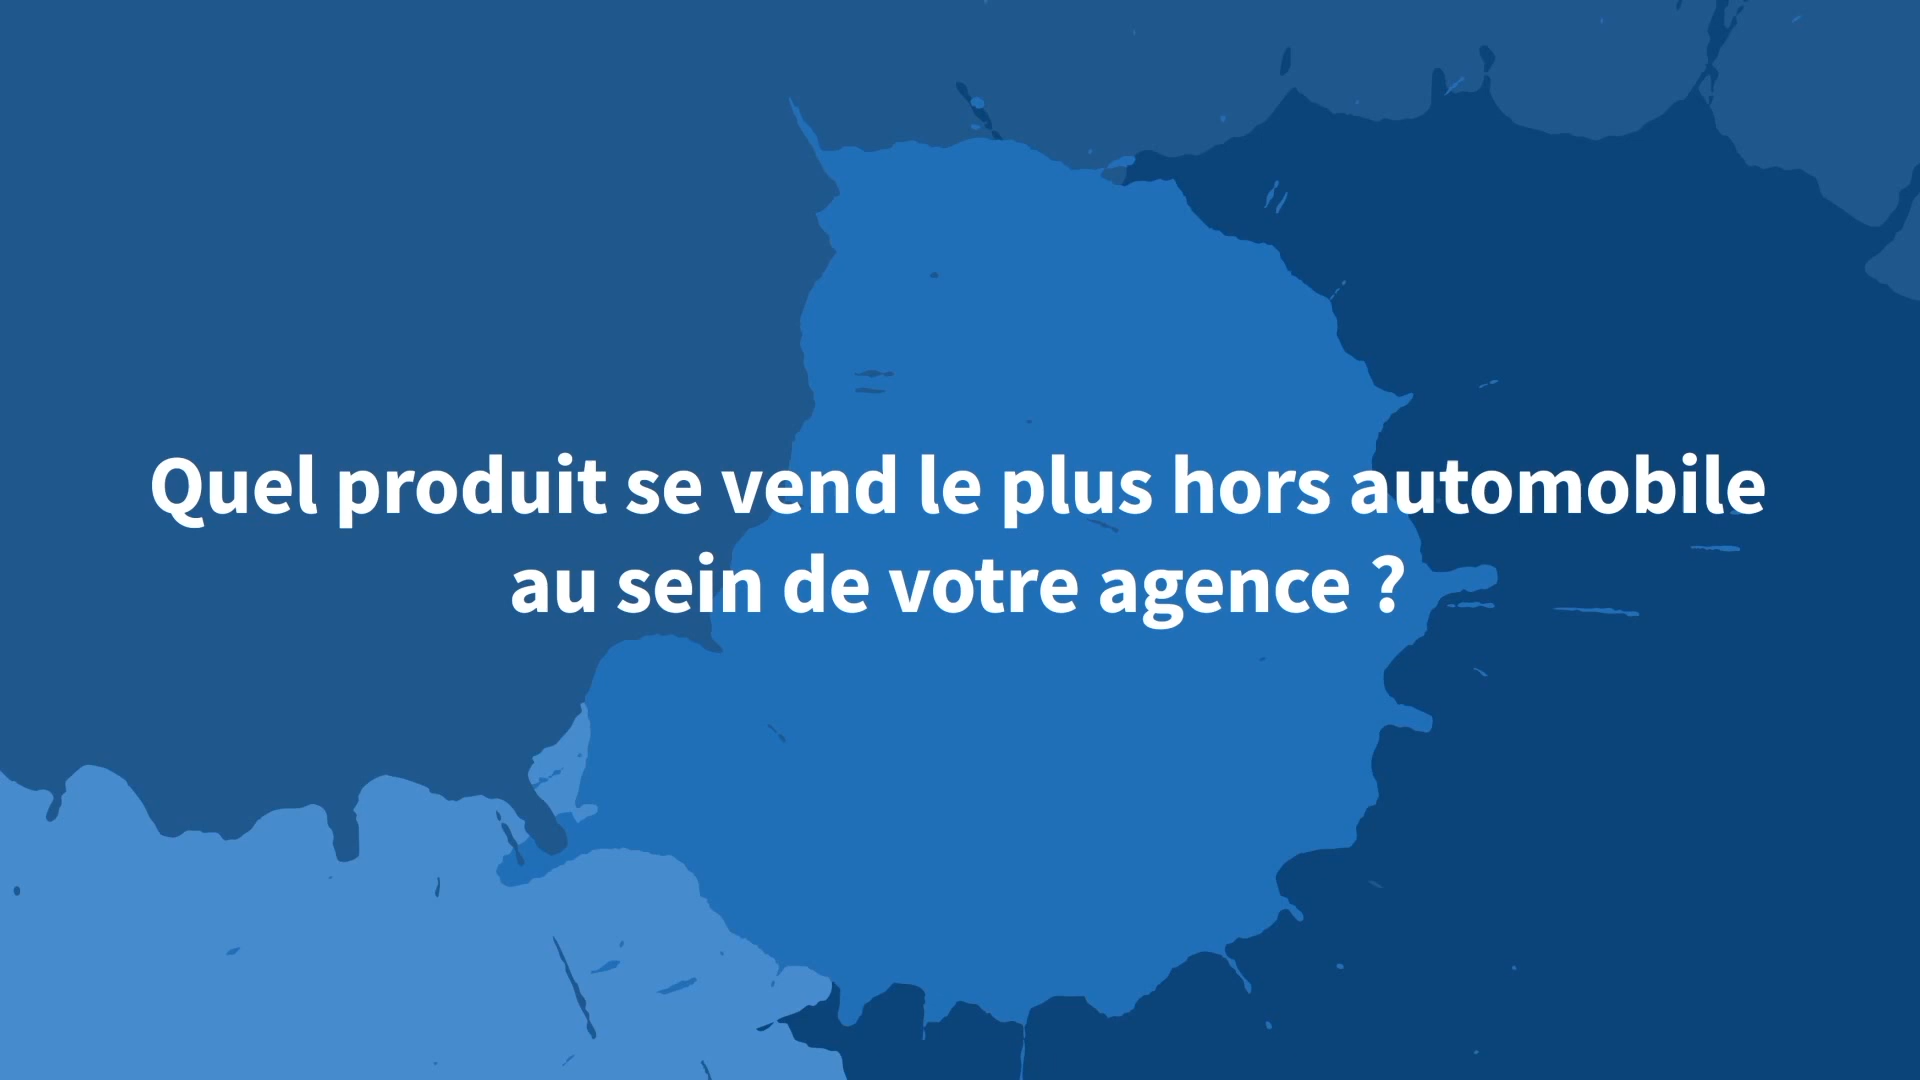 Quel produit se vend le plus hors automobile
au sein de votre agence ?